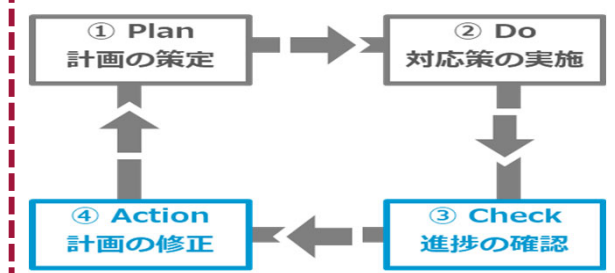 ① Plan
計画の策定
② Do
対応策の実施
③ Check
進捗の確認
④ Action
計画の修正